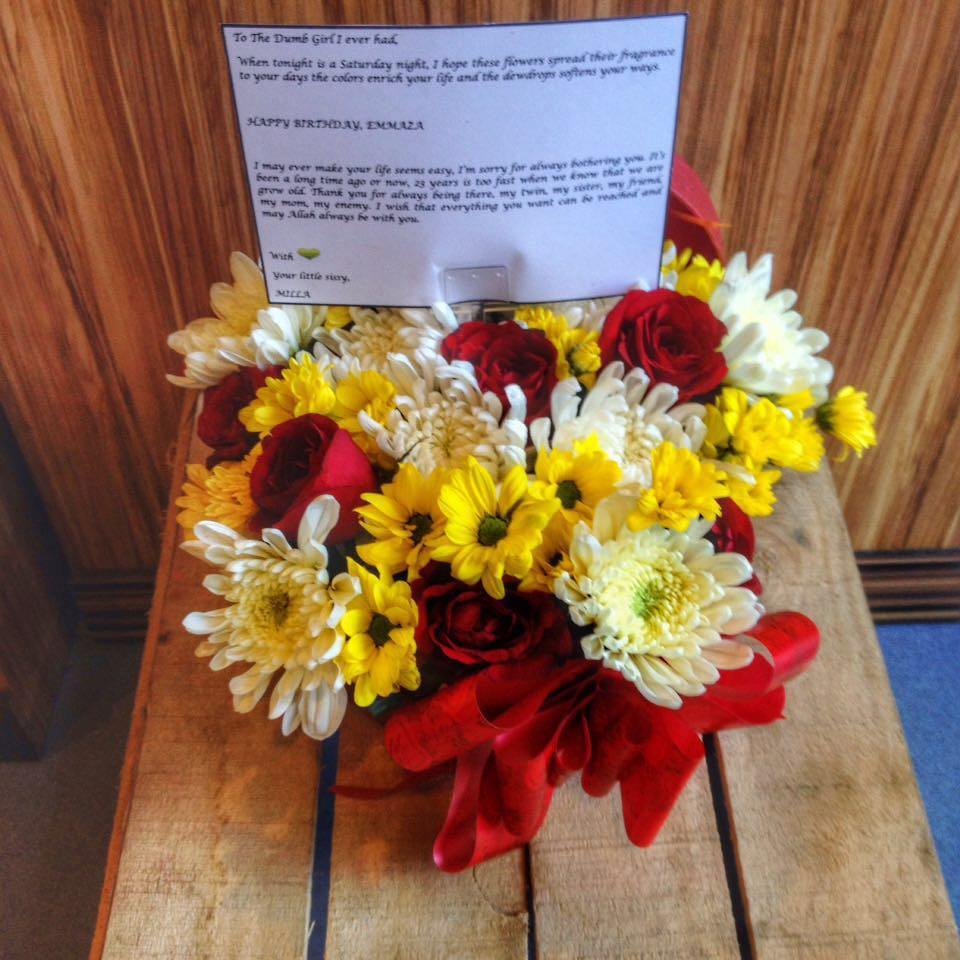 To The Dumb Girl I ever had,
When tonight is a Saturday night, I hope these flowers spread their fragrance
to your days the colors enrich your life and the dewdrops softens your ways.
HAPPY BIRTHDAY, EMMAZA
I may ever make your life seems easy, I'm sorry for always bothering you. It's
been a long time ago or now, 23 years is too fast when we know that we are
grow old. Thank you for always being there, my twin, my sister, my friend,
my mom, my enemy. I wish that everything you want can be reached and
may Allah always be with you.
With
Your little sissy,
MILLA